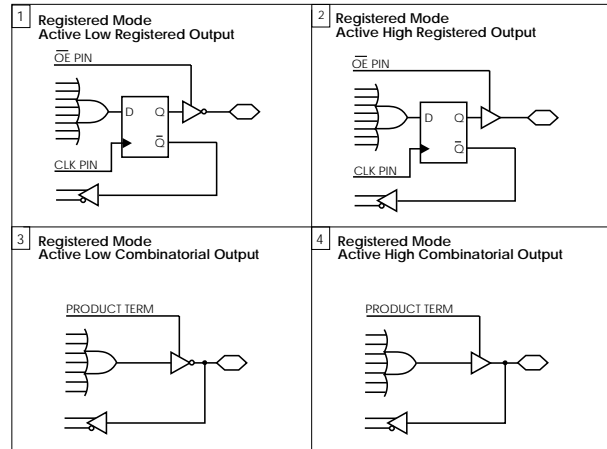 1
Registered Mode
Active Low Registered Output
O̅E̅ PIN
D Q
Q̅
CLK PIN
2
Registered Mode
Active High Registered Output
O̅E̅ PIN
D Q
Q̅
CLK PIN
3
Registered Mode
Active Low Combinatorial Output
PRODUCT TERM
4
Registered Mode
Active High Combinatorial Output
PRODUCT TERM